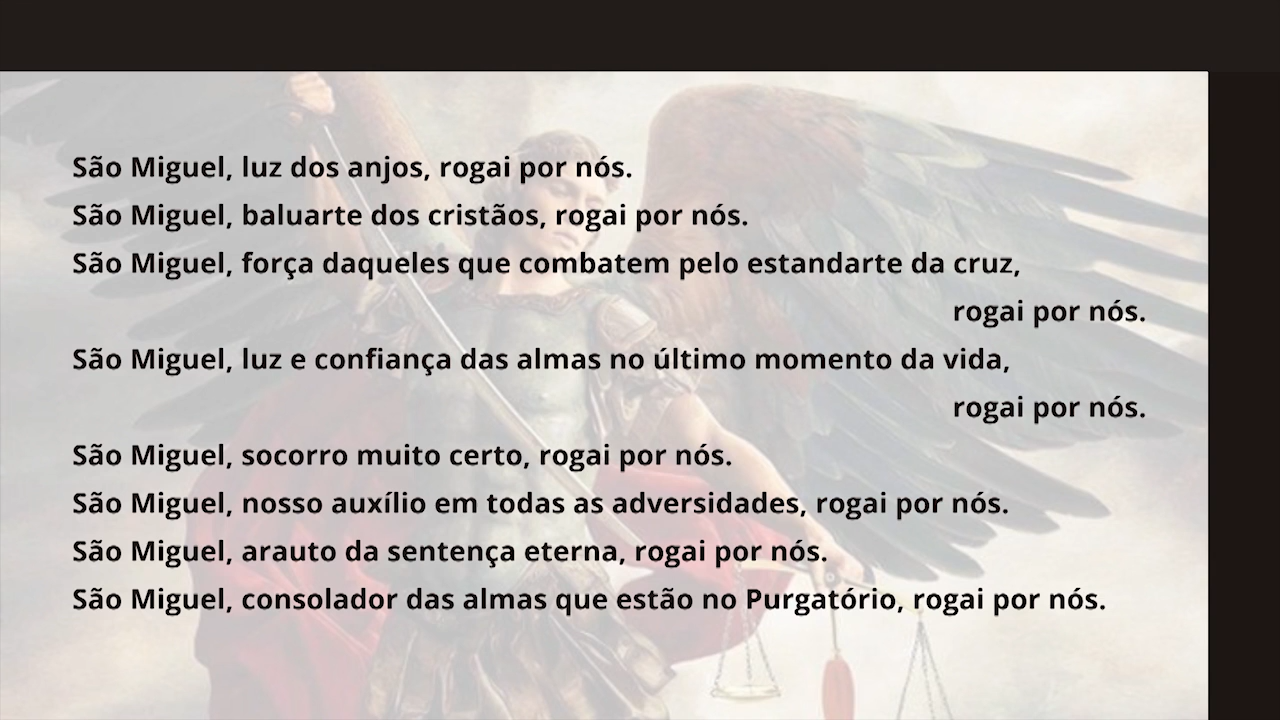 São Miguel, luz dos anjos, rogai por nós.
São Miguel, baluarte dos cristãos, rogai por nós.
São Miguel, força daqueles que combatem pelo estandarte da cruz,
rogai por nós.
São Miguel, luz e confiança das almas no último momento da vida,
rogai por nós.
São Miguel, socorro muito certo, rogai por nós.
São Miguel, nosso auxílio em todas as adversidades, rogai por nós.
São Miguel, arauto da sentença eterna, rogai por nós.
São Miguel, consolador das almas que estão no Purgatório, rogai por nós.